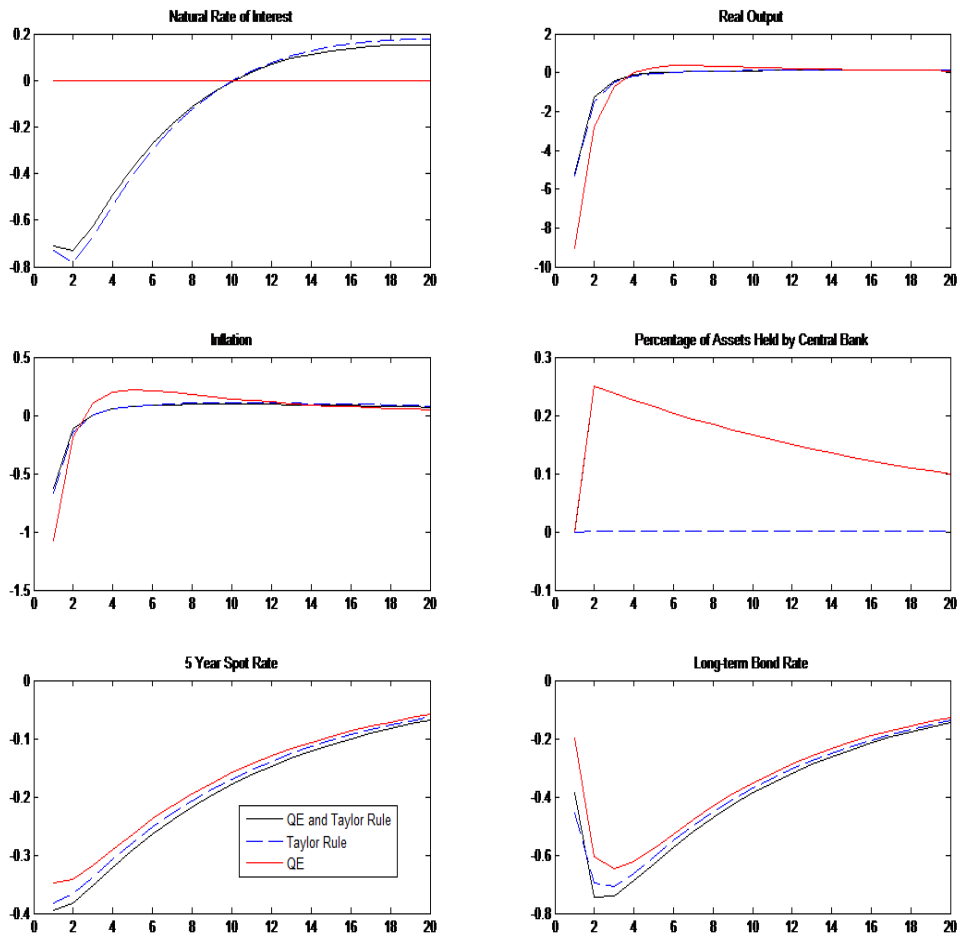 Natural Rate of Interest
0.2
0
-0.2
-0.4
-0.6
-0.8
0 2 4 6 8 10 12 14 16 18 20
Real Output
2
0
-2
-4
-6
-8
-10
0 2 4 6 8 10 12 14 16 18 20
Inflation
0.5
0
-0.5
-1
-1.5
0 2 4 6 8 10 12 14 16 18 20
Percentage of Assets Held by Central Bank
0.3
0.2
0.1
0
-0.1
0 2 4 6 8 10 12 14 16 18 20
5 Year Spot Rate
0
-0.1
-0.2
-0.3
-0.4
0 2 4 6 8 10 12 14 16 18 20
QE and Taylor Rule
Taylor Rule
QE
Long-term Bond Rate
0
-0.2
-0.4
-0.6
-0.8
0 2 4 6 8 10 12 14 16 18 20